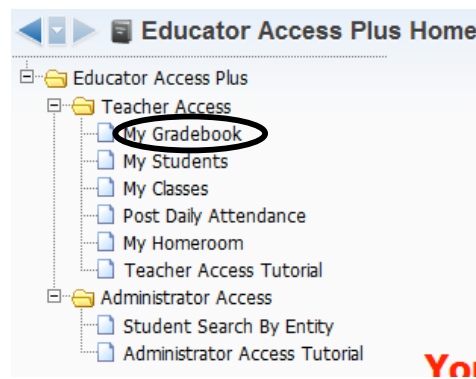 Educator Access Plus Home
Educator Access Plus
Teacher Access
My Gradebook
My Students
My Classes
Post Daily Attendance
My Homeroom
Teacher Access Tutorial
Administrator Access
Student Search By Entity
Administrator Access Tutorial